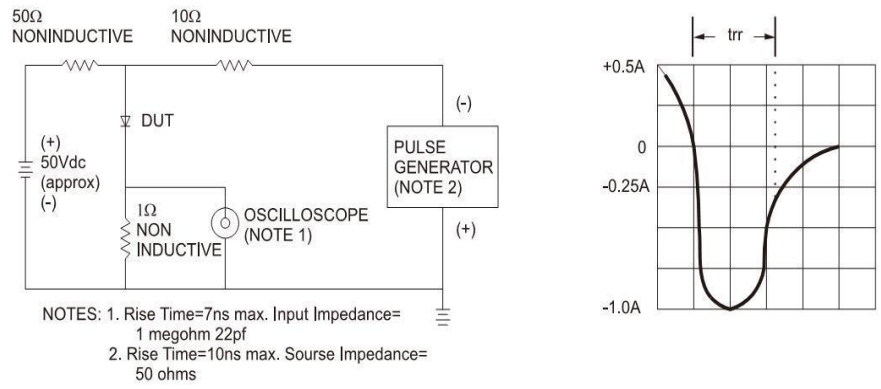 50Ω
NONINDUCTIVE
10Ω
NONINDUCTIVE
DUT
(+)
50Vdc
(approx)
(-)
1Ω
NON
INDUCTIVE
OSCILLOSCOPE
(NOTE 1)
(-)
PULSE
GENERATOR
(NOTE 2)
(+)
NOTES: 1. Rise Time=7ns max. Input Impedance=
1 megohm 22pf
2. Rise Time=10ns max. Sourse Impedance=
50 ohms
trr
+0.5A
0
-0.25A
-1.0A